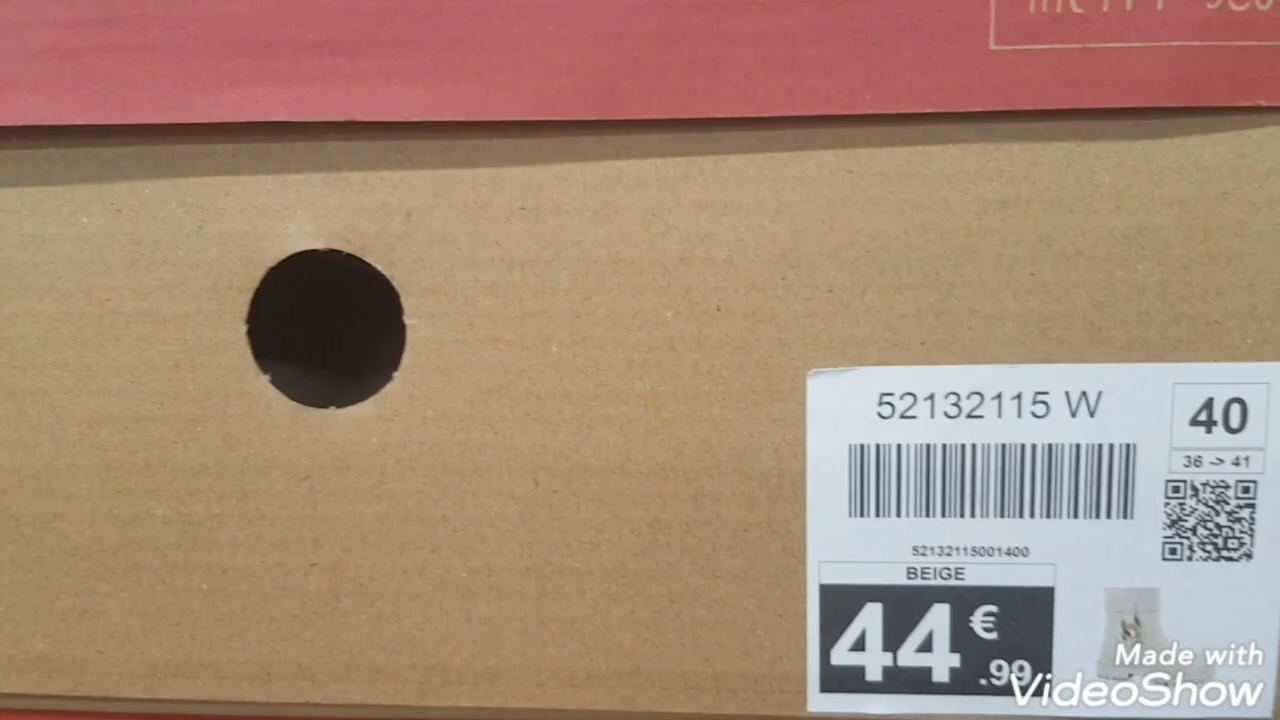 52132115 W
40
36 -> 41
52132115001400
BEIGE
44 €
.99
Made with
VideoShow